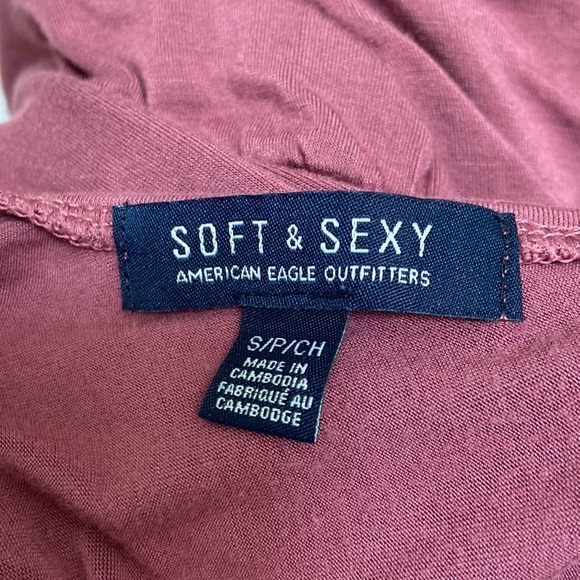 SOFT & SEXY
AMERICAN EAGLE OUTFITTERS
S/P/CH
MADE IN
CAMBODIA
FABRIQUÉ AU
CAMBODGE